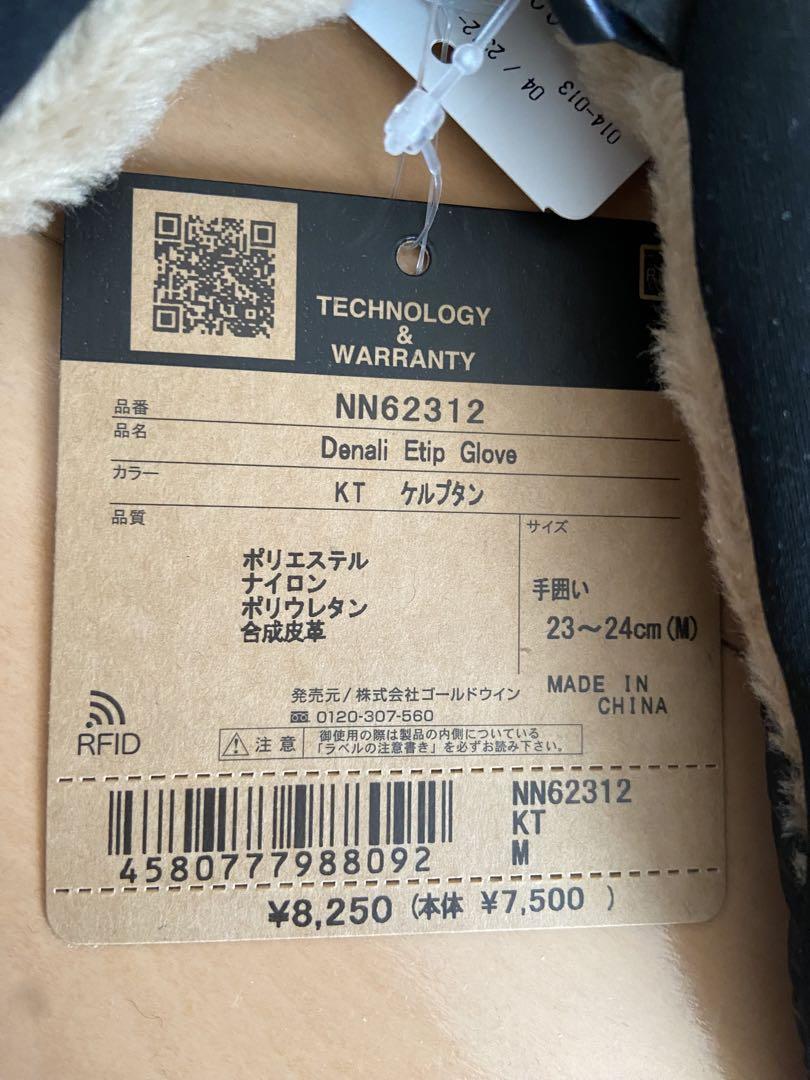 014-013 04 / 2312-
TECHNOLOGY
&
WARRANTY
品番 NN62312
品名 Denali Etip Glove
カラー KT ケルプタン
品質
ポリエステル
ナイロン
ポリウレタン
合成皮革
サイズ
手囲い
23～24cm(M)
MADE IN
CHINA
発売元/株式会社ゴールドウイン
0120-307-560
RFID
注意
御使用の際は製品の内側についている
「ラベルの注意書き」を必ずお読み下さい。
4580777988092
NN62312
KT
M
¥8,250 (本体 ¥7,500 )